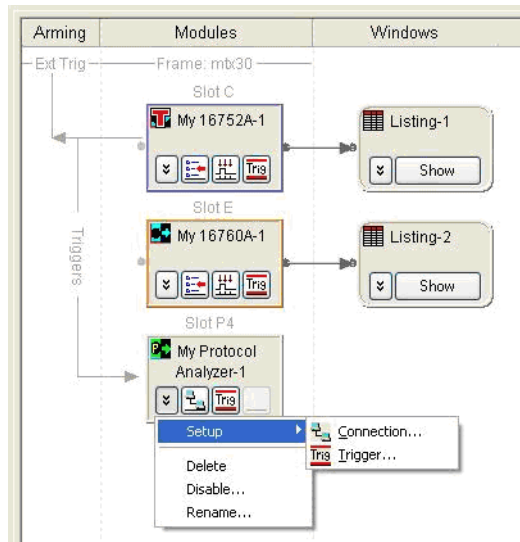 Arming Modules Windows
Ext Trig Frame: mtx30
Slot C
My 16752A-1
Trig
Listing-1
Show
Slot E
My 16760A-1
Trig
Listing-2
Show
Triggers
Slot P4
My Protocol
Analyzer-1
Trig
Setup
Connection...
Trig Trigger...
Delete
Disable...
Rename...